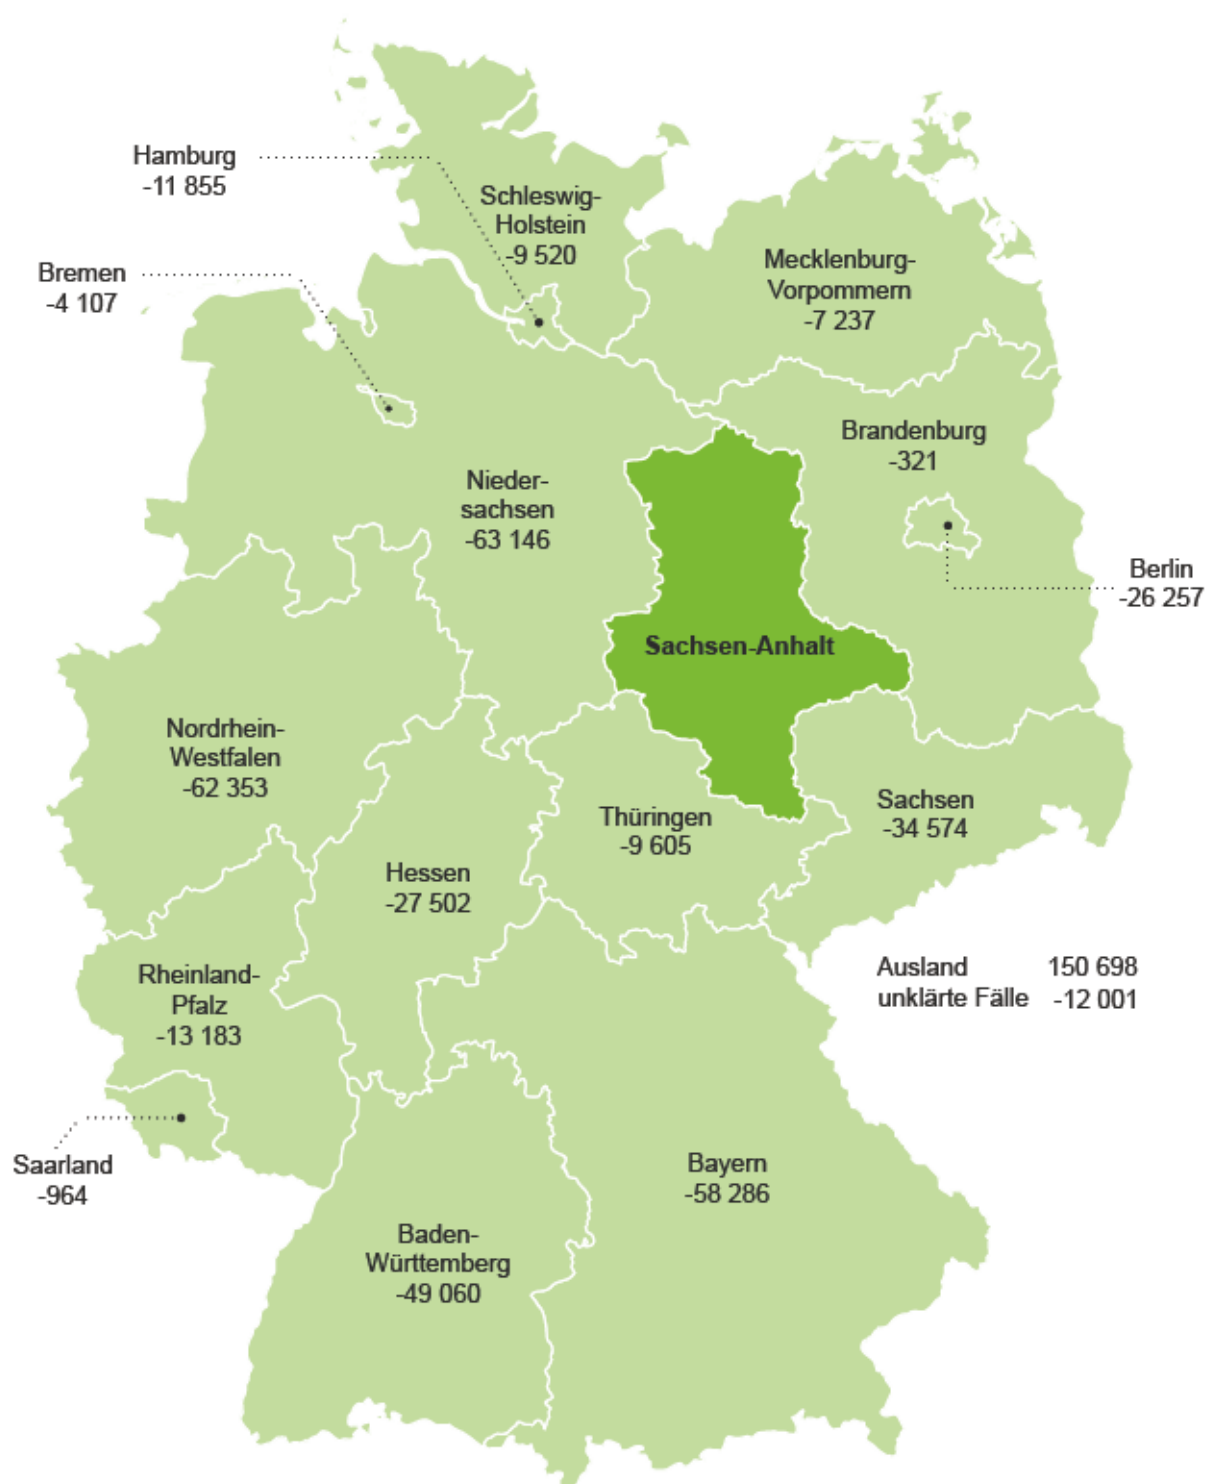 Hamburg
-11 855
Schleswig-
Holstein
-9 520
Bremen
-4 107
Mecklenburg-
Vorpommern
-7 237
Brandenburg
-321
Nieder-
sachsen
-63 146
Berlin
-26 257
Sachsen-Anhalt
Nordrhein-
Westfalen
-62 353
Sachsen
-34 574
Thüringen
-9 605
Hessen
-27 502
Ausland 150 698
unklärte Fälle -12 001
Rheinland-
Pfalz
-13 183
Saarland
-964
Bayern
-58 286
Baden-
Württemberg
-49 060